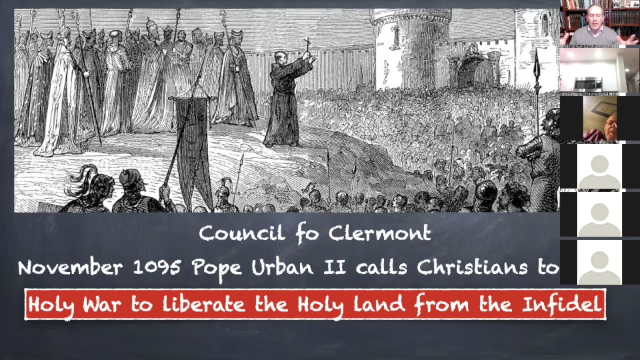 Council fo Clermont
November 1095 Pope Urban II calls Christians to
Holy War to liberate the Holy land from the Infidel